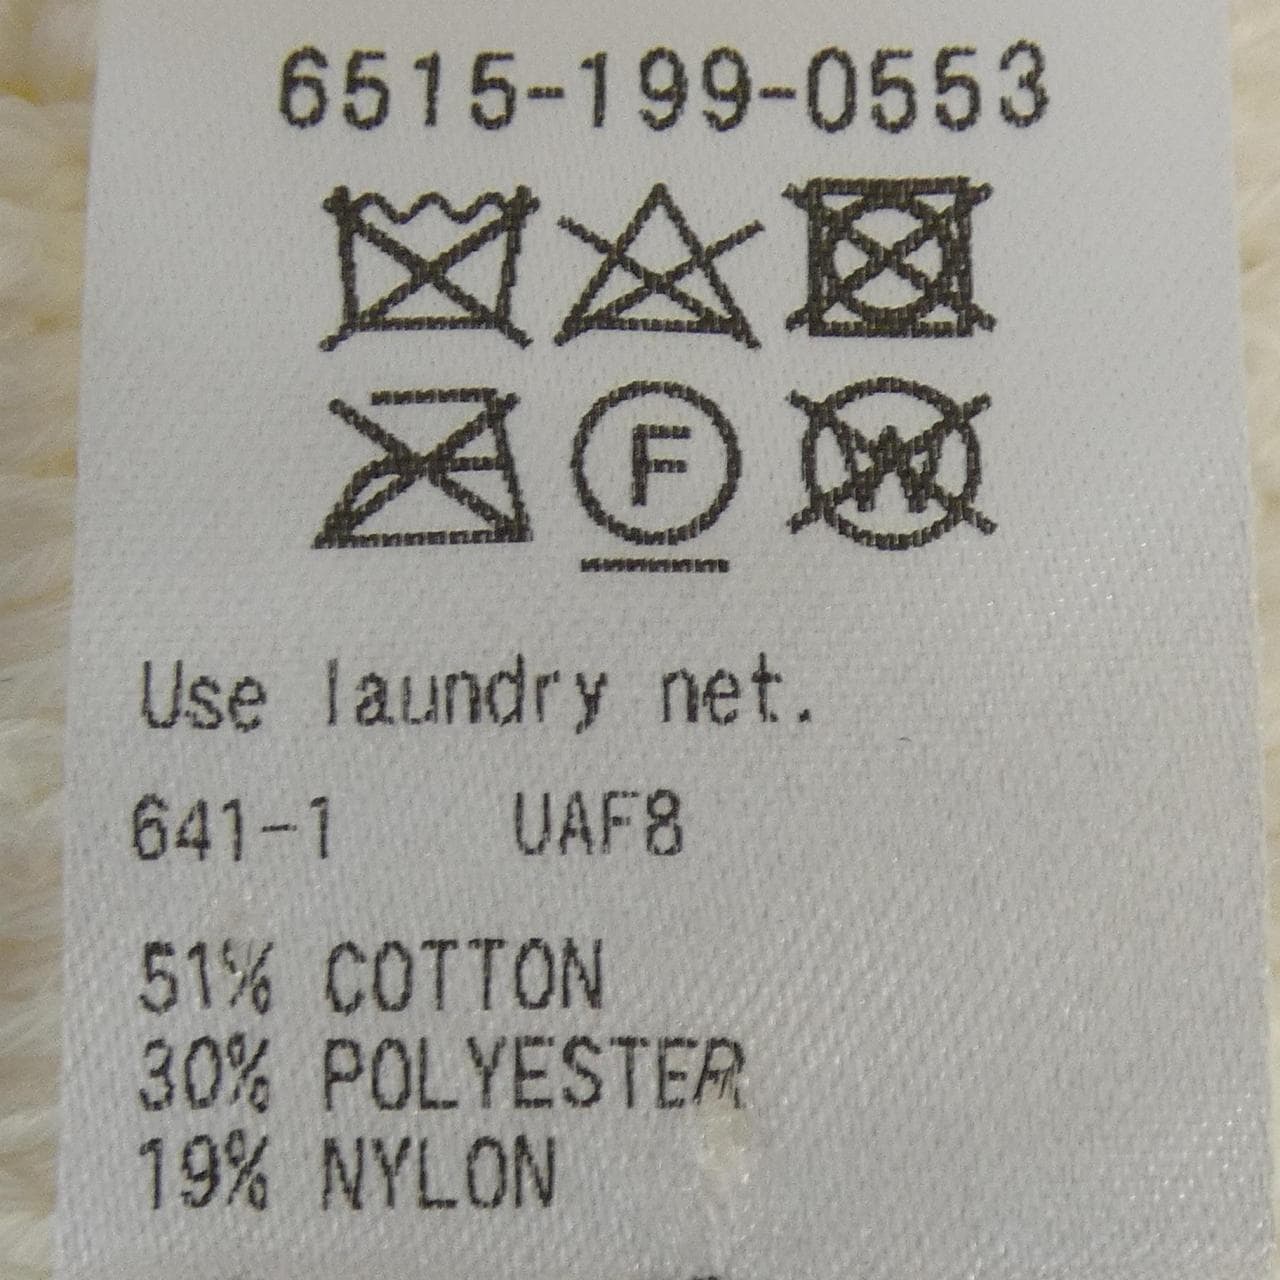 6515-199-0553
F W
Use laundry net.
641-1 UAF8
51% COTTON
30% POLYESTER
19% NYLON